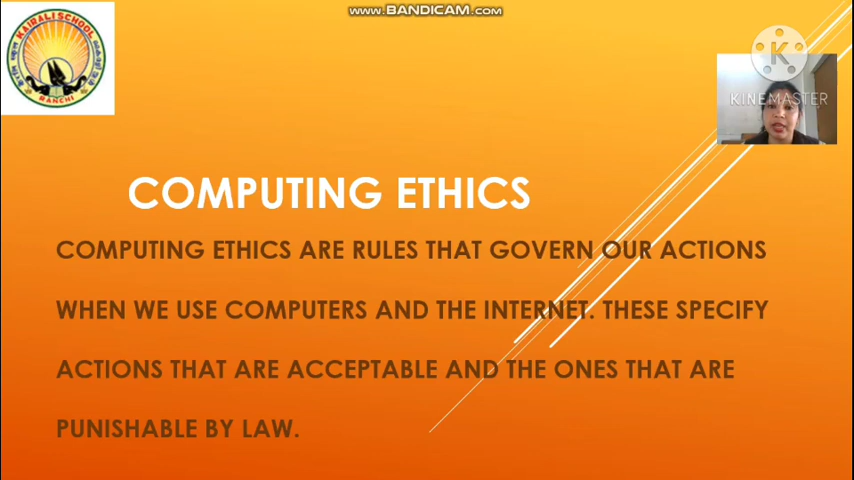 WWW.BANDICAM.COM
KAIRALI SCHOOL
RANCHI
K
KINEMASTER
COMPUTING ETHICS
COMPUTING ETHICS ARE RULES THAT GOVERN OUR ACTIONS
WHEN WE USE COMPUTERS AND THE INTERNET. THESE SPECIFY
ACTIONS THAT ARE ACCEPTABLE AND THE ONES THAT ARE
PUNISHABLE BY LAW.